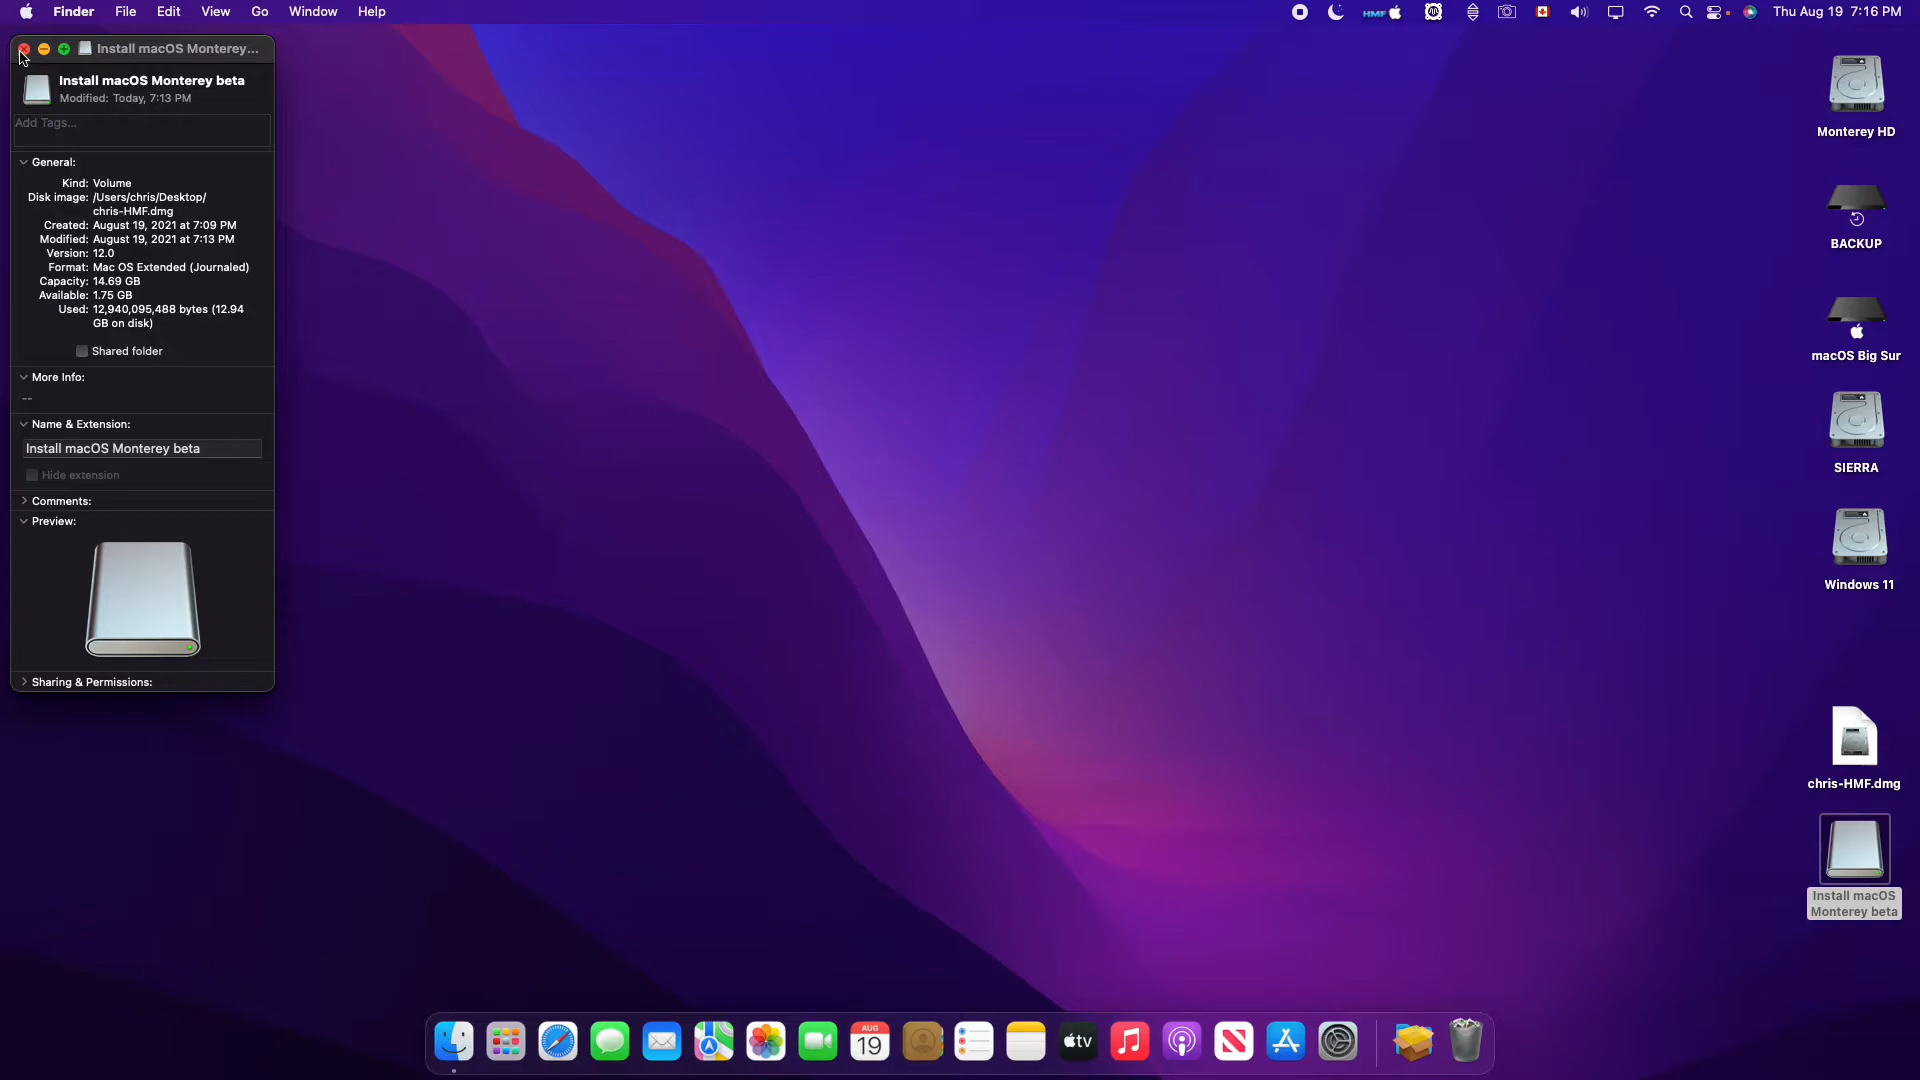 Finder File Edit View Go Window Help
HMF
Thu Aug 19 7:16 PM
Install macOS Monterey...
Install macOS Monterey beta
Modified: Today, 7:13 PM
Add Tags...
General:
Kind: Volume
Disk image: /Users/chris/Desktop/
chris-HMF.dmg
Created: August 19, 2021 at 7:09 PM
Modified: August 19, 2021 at 7:13 PM
Version: 12.0
Format: Mac OS Extended (Journaled)
Capacity: 14.69 GB
Available: 1.75 GB
Used: 12,940,095,488 bytes (12.94
GB on disk)
Shared folder
More Info:
--
Name & Extension:
Install macOS Monterey beta
Hide extension
Comments:
Preview:
Sharing & Permissions:
Monterey HD
BACKUP
macOS Big Sur
SIERRA
Windows 11
chris-HMF.dmg
Install macOS
Monterey beta
AUG
19
tv